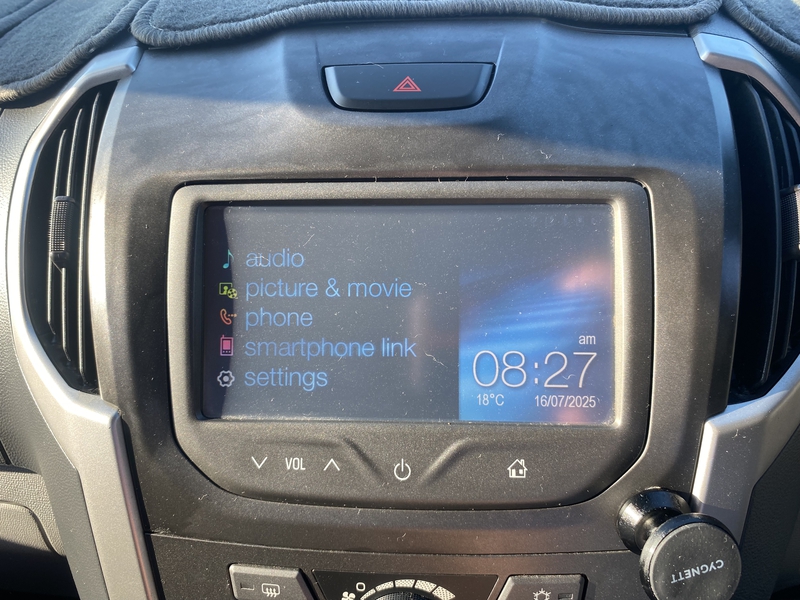 audio
picture & movie
phone
smartphone link
settings
am
08:27
18°C 16/07/2025
VOL
CYGNETT